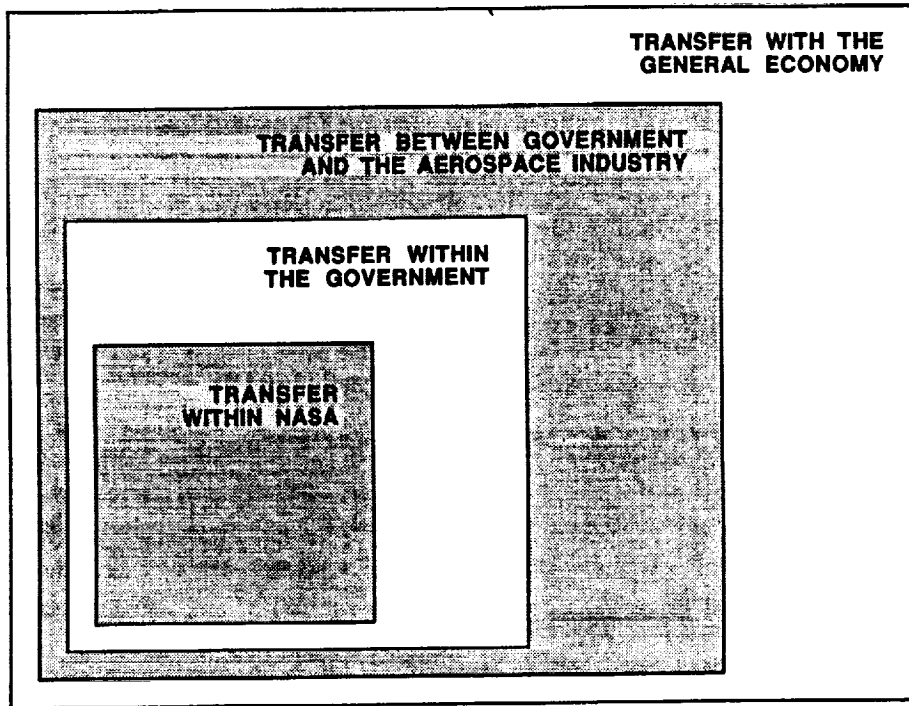 TRANSFER WITH THE
GENERAL ECONOMY
TRANSFER BETWEEN GOVERNMENT
AND THE AEROSPACE INDUSTRY
TRANSFER WITHIN
THE GOVERNMENT
TRANSFER
WITHIN NASA